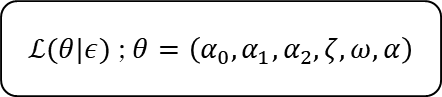 ℒ(θ|ϵ) ; θ = (α₀, α₁, α₂, ζ, ω, α)